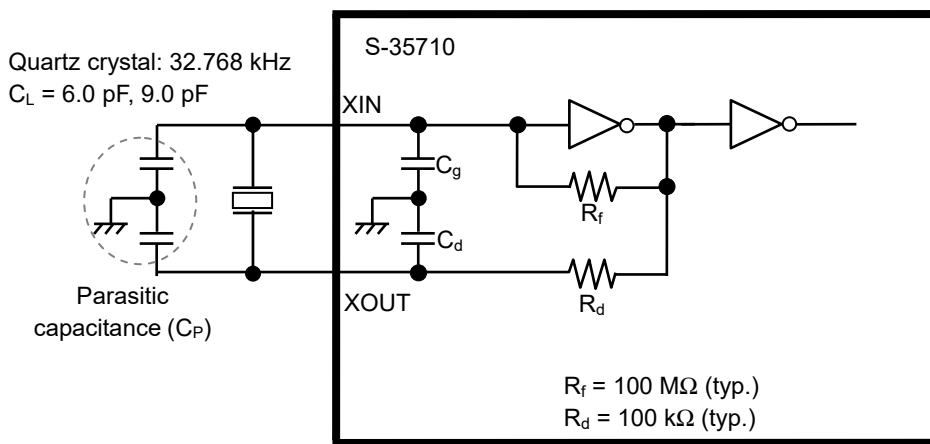 S-35710
Quartz crystal: 32.768 kHz
C_L = 6.0 pF, 9.0 pF
XIN
C_g
R_f
C_d
XOUT
R_d
Parasitic
capacitance (C_P)
R_f = 100 MΩ (typ.)
R_d = 100 kΩ (typ.)